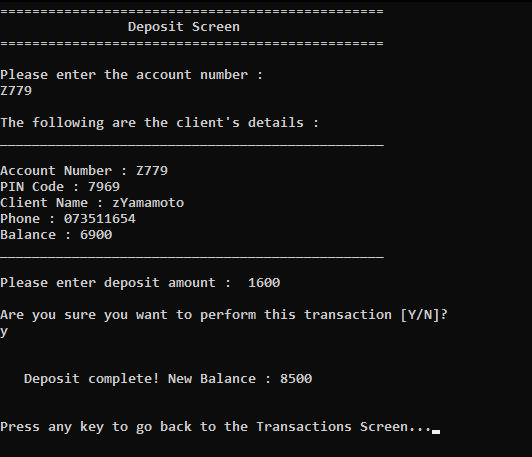 ================================================
Deposit Screen
================================================
Please enter the account number :
Z779
The following are the client's details :
________________________________________________
Account Number : Z779
PIN Code : 7969
Client Name : zYamamoto
Phone : 073511654
Balance : 6900
________________________________________________
Please enter deposit amount :  1600
Are you sure you want to perform this transaction [Y/N]?
y
Deposit complete! New Balance : 8500
Press any key to go back to the Transactions Screen...